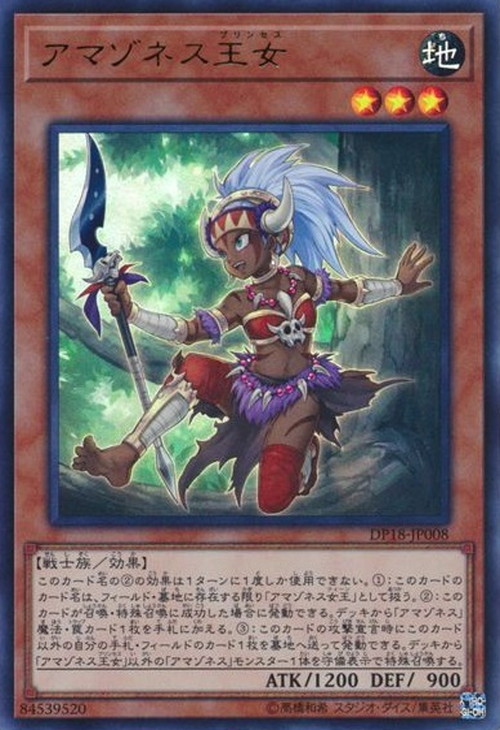 プリンセス
アマゾネス王女
地
DP18-JP008
【戦士族／効果】
このカード名の②の効果は1ターンに1度しか使用できない。①：このカードの
カード名は、フィールド・墓地に存在する限り「アマゾネス女王」として扱う。②：この
カードが召喚・特殊召喚に成功した場合に発動できる。デッキから「アマゾネス」
魔法・罠カード1枚を手札に加える。③：このカードの攻撃宣言時にこのカード
以外の自分の手札・フィールドのカード1枚を墓地へ送って発動できる。デッキから
「アマゾネス王女」以外の「アマゾネス」モンスター1体を守備表示で特殊召喚する。
ATK/1200 DEF/ 900
84539520
©高橋和希 スタジオ・ダイス/集英社